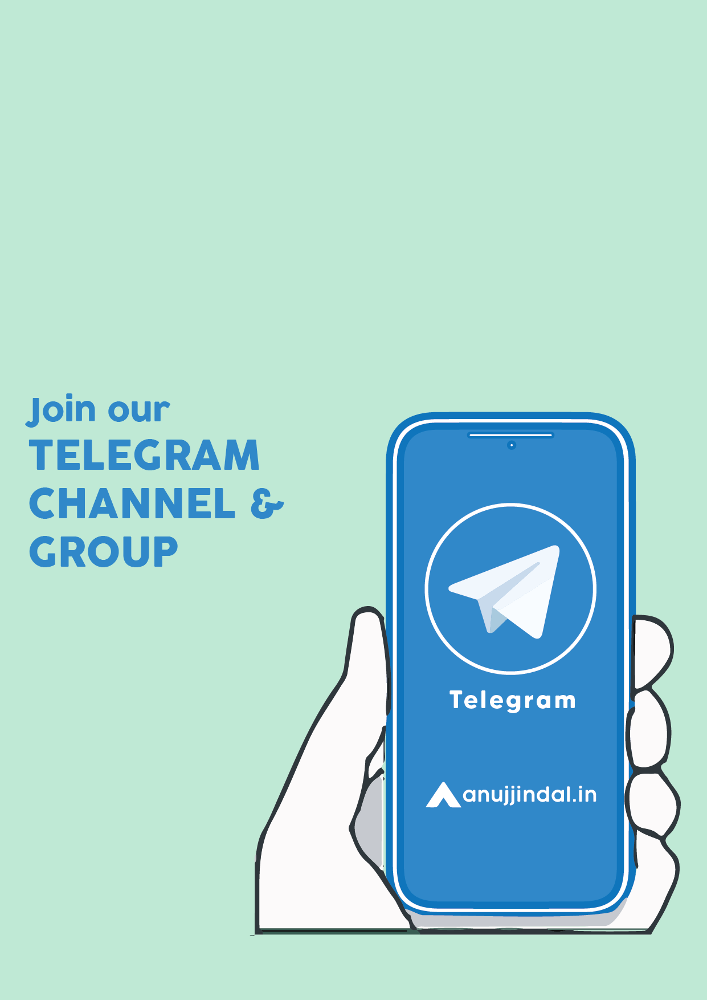 Join our
TELEGRAM
CHANNEL &
GROUP
Telegram
anujjindal.in